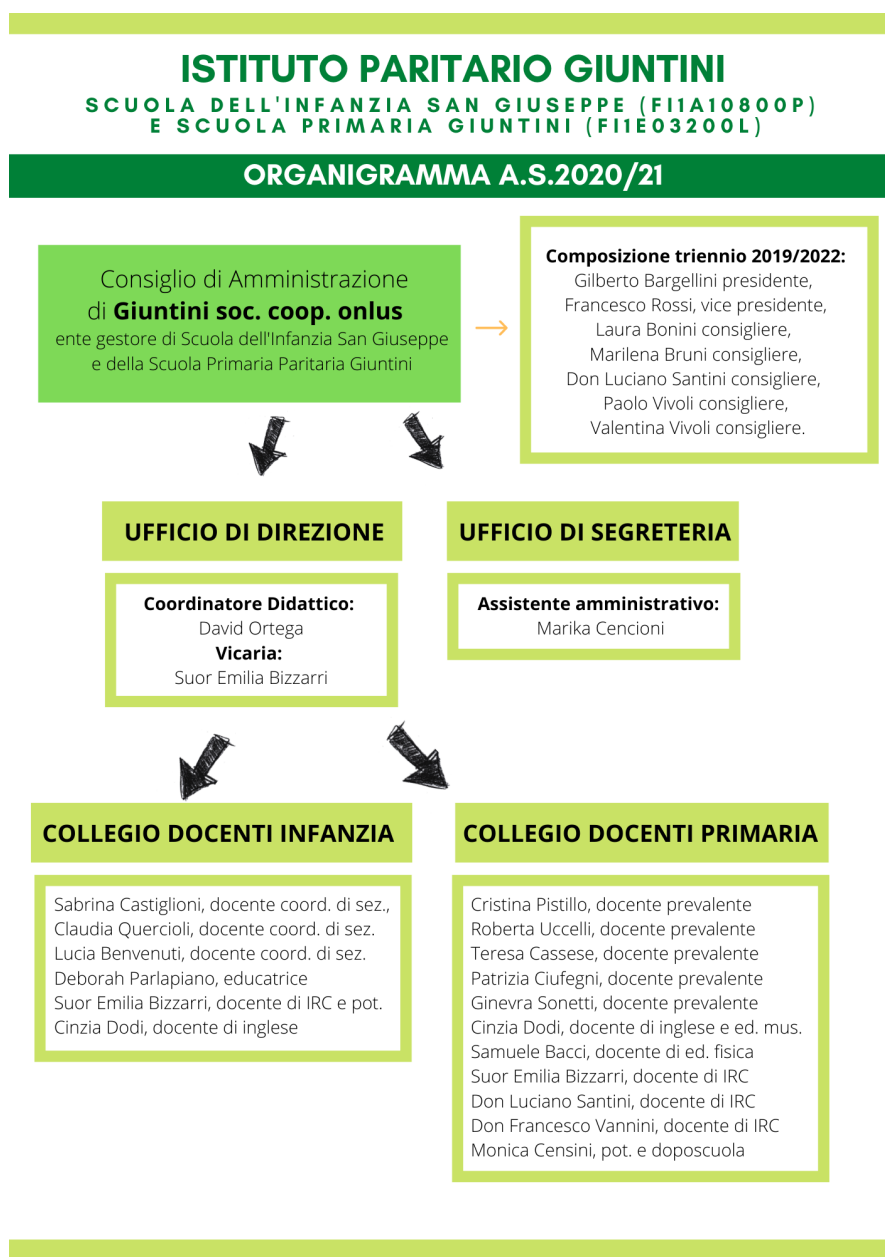 ISTITUTO PARITARIO GIUNTINI
SCUOLA DELL'INFANZIA SAN GIUSEPPE (FI1A10800P)
E SCUOLA PRIMARIA GIUNTINI (FI1E03200L)
ORGANIGRAMMA A.S.2020/21
Consiglio di Amministrazione
di Giuntini soc. coop. onlus
ente gestore di Scuola dell'Infanzia San Giuseppe
e della Scuola Primaria Paritaria Giuntini
Composizione triennio 2019/2022:
Gilberto Bargellini presidente,
Francesco Rossi, vice presidente,
Laura Bonini consigliere,
Marilena Bruni consigliere,
Don Luciano Santini consigliere,
Paolo Vivoli consigliere,
Valentina Vivoli consigliere.
UFFICIO DI DIREZIONE
Coordinatore Didattico:
David Ortega
Vicaria:
Suor Emilia Bizzarri
UFFICIO DI SEGRETERIA
Assistente amministrativo:
Marika Cencioni
COLLEGIO DOCENTI INFANZIA
Sabrina Castiglioni, docente coord. di sez.,
Claudia Quercioli, docente coord. di sez.
Lucia Benvenuti, docente coord. di sez.
Deborah Parlapiano, educatrice
Suor Emilia Bizzarri, docente di IRC e pot.
Cinzia Dodi, docente di inglese
COLLEGIO DOCENTI PRIMARIA
Cristina Pistillo, docente prevalente
Roberta Uccelli, docente prevalente
Teresa Cassese, docente prevalente
Patrizia Ciufegni, docente prevalente
Ginevra Sonetti, docente prevalente
Cinzia Dodi, docente di inglese e ed. mus.
Samuele Bacci, docente di ed. fisica
Suor Emilia Bizzarri, docente di IRC
Don Luciano Santini, docente di IRC
Don Francesco Vannini, docente di IRC
Monica Censini, pot. e doposcuola